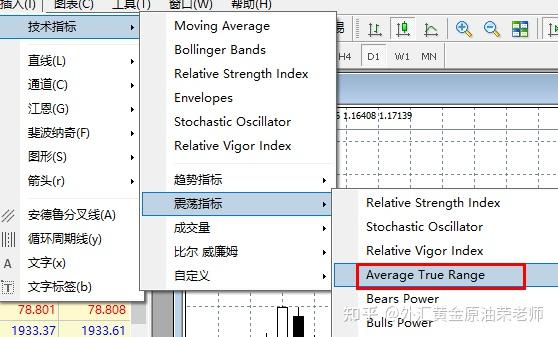 插入(I) 图表(C) 工具(T) 窗口(W) 帮助(H)
技术指标
直线(L)
通道(C)
江恩(G)
斐波纳奇(F)
图形(S)
箭头(r)
安德鲁分叉线(A)
循环周期线(y)
文字(x)
文字标签(b)
78.801 78.808
1933.37 1933.61
Moving Average
Bollinger Bands
Relative Strength Index
Envelopes
Stochastic Oscillator
Relative Vigor Index
趋势指标
震荡指标
成交量
比尔 威廉姆
自定义
易
H4 D1 W1 MN
1.16408 1.17139
Relative Strength Index
Stochastic Oscillator
Relative Vigor Index
Average True Range
Bears Power
Bulls Power
知乎 @外汇黄金原油荣老师